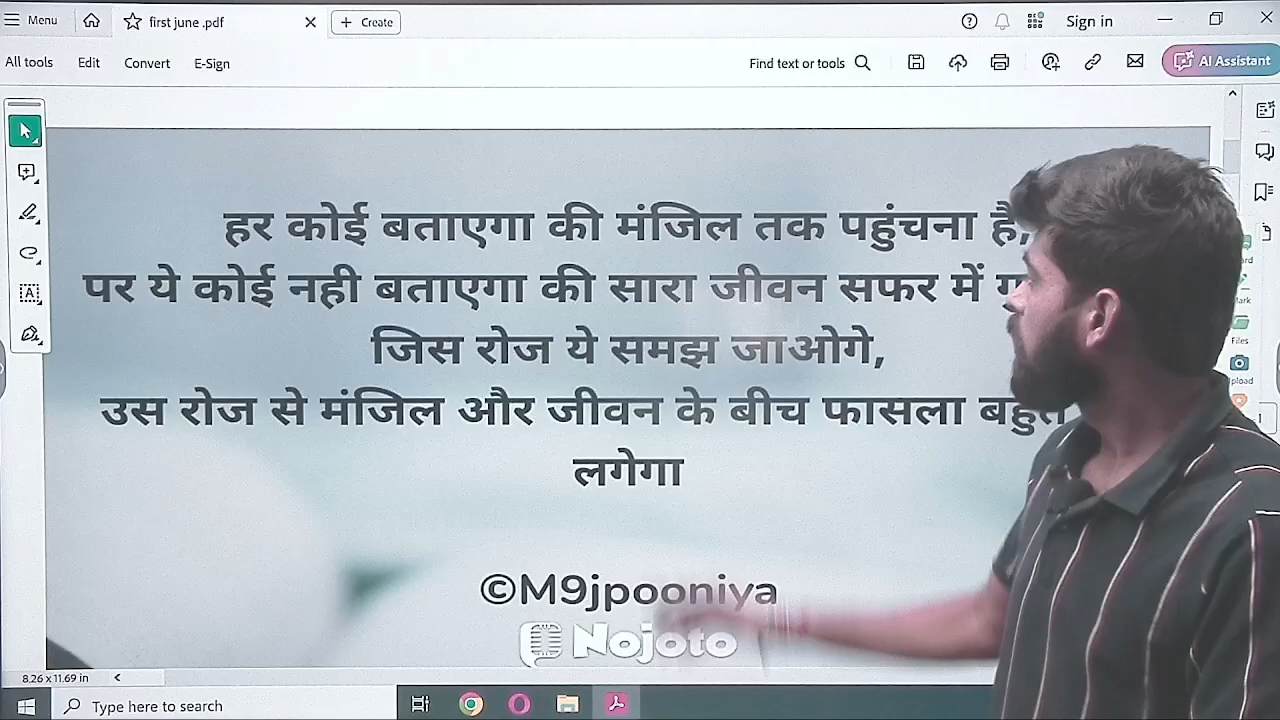 Menu
first june .pdf
Create
Sign in
All tools
Edit
Convert
E-Sign
Find text or tools
AI Assistant
हर कोई बताएगा की मंजिल तक पहुंचना है,
पर ये कोई नही बताएगा की सारा जीवन सफर में
जिस रोज ये समझ जाओगे,
उस रोज से मंजिल और जीवन के बीच फासला बहुत
लगेगा
©M9jpooniya
Nojoto
Files
8.26 x 11.69 in
Type here to search